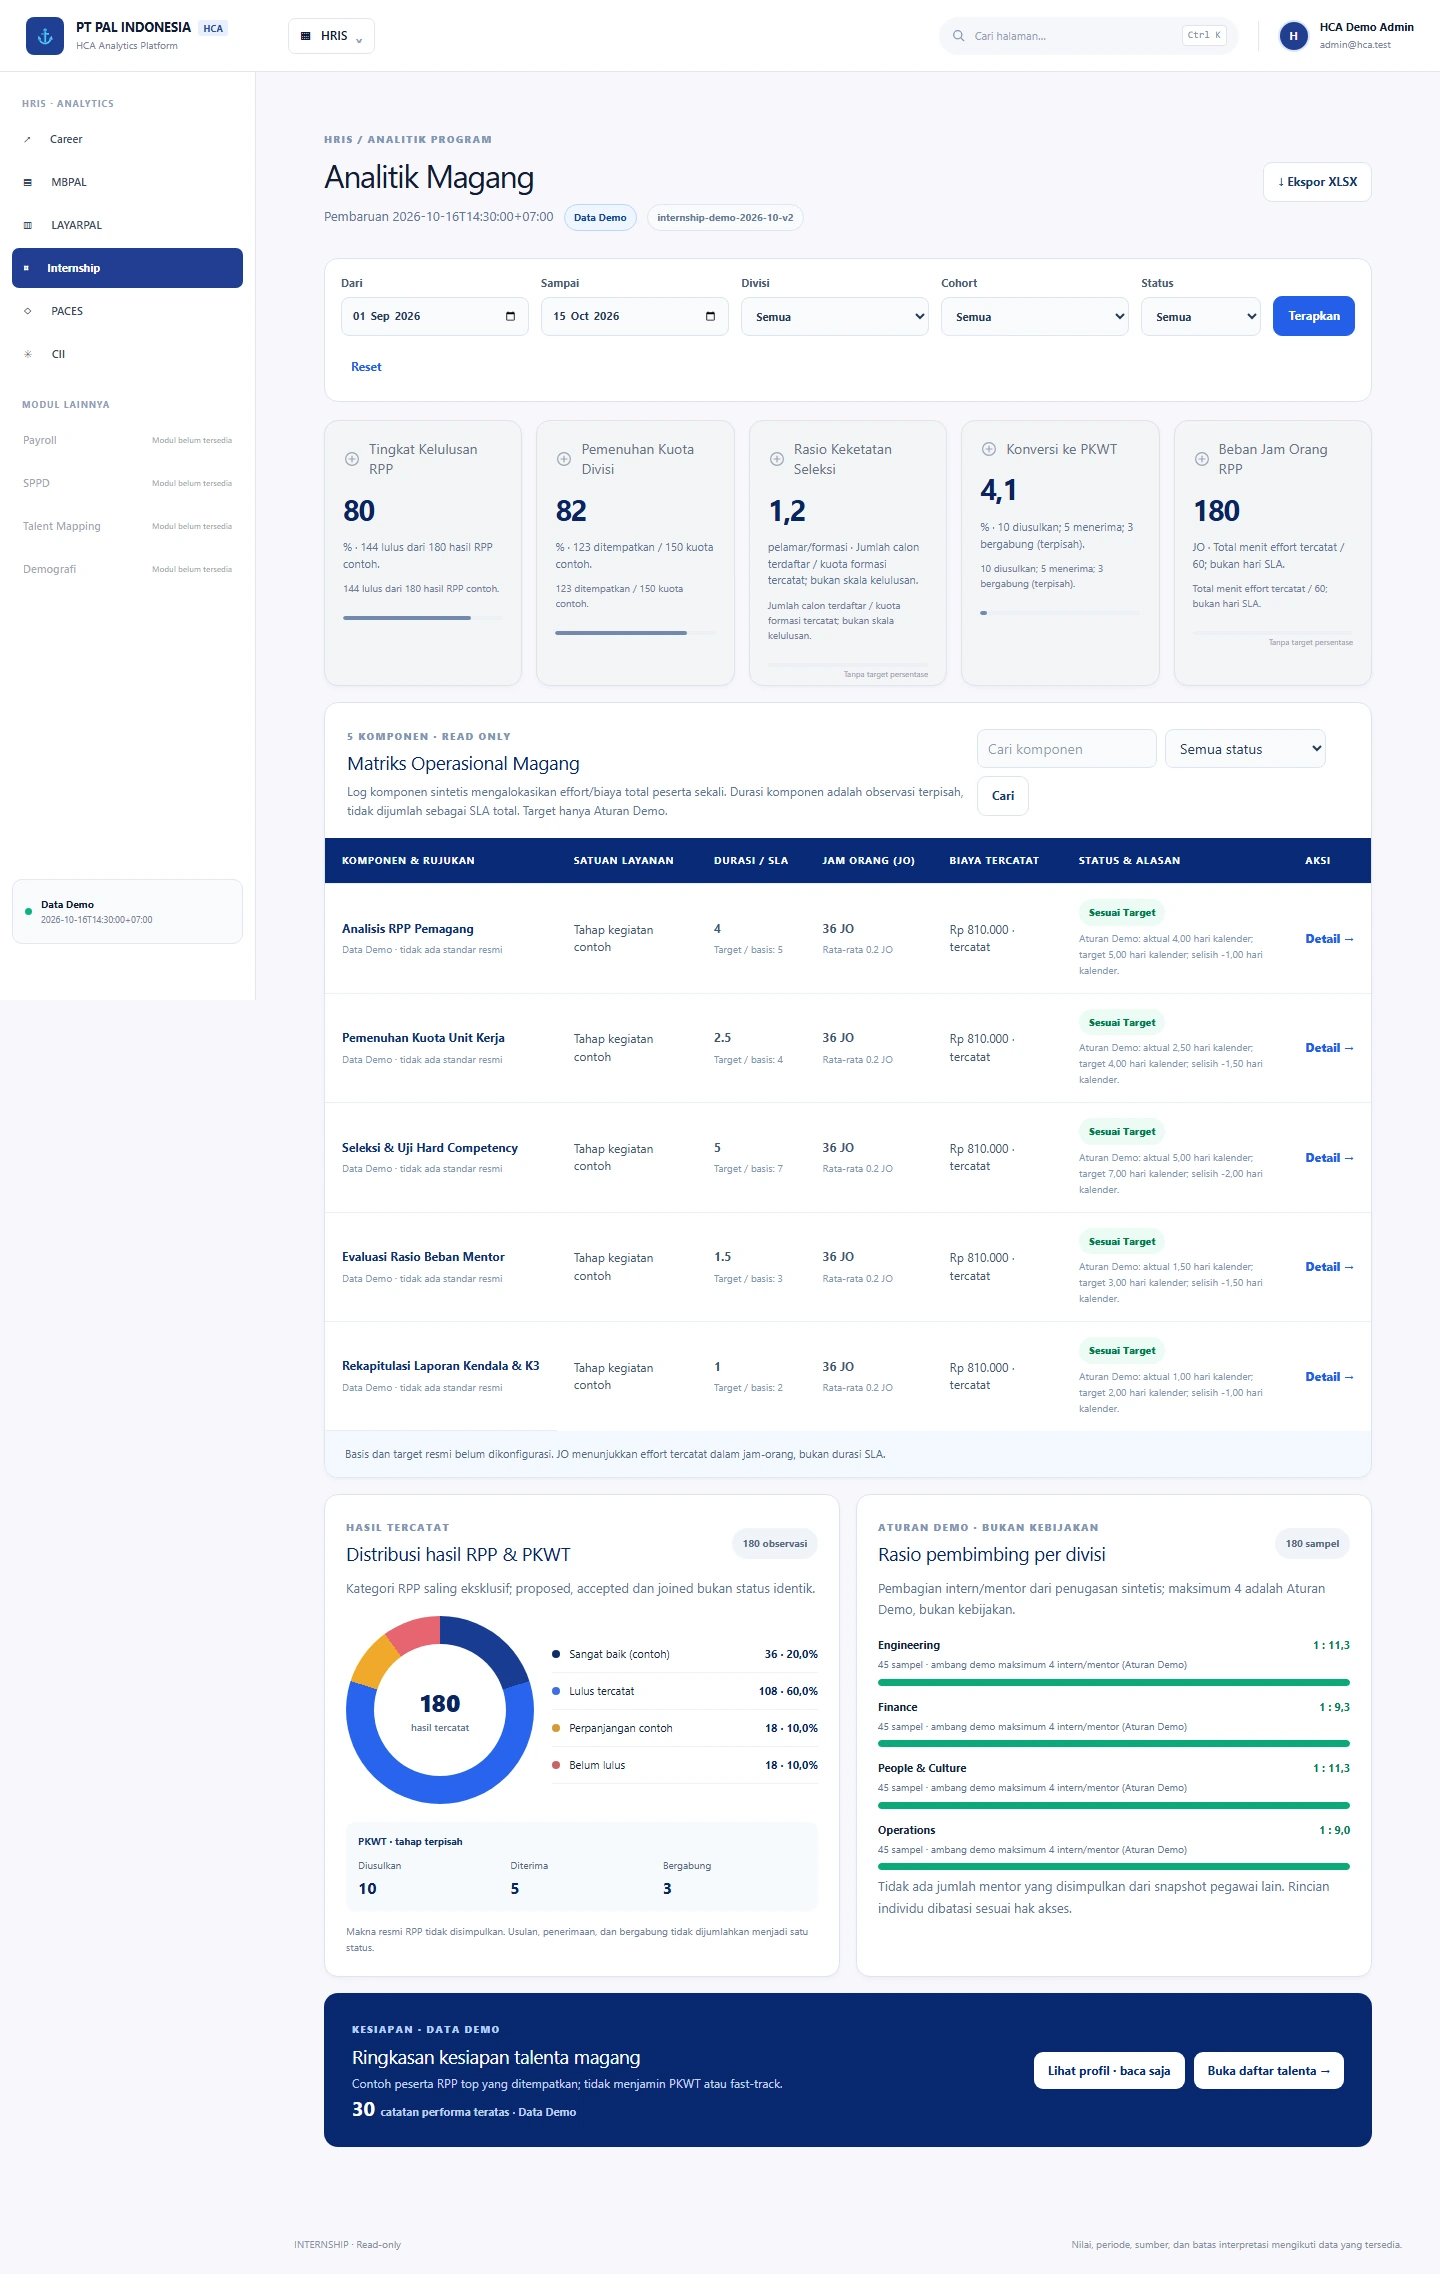 PT PAL INDONESIA HCA
HCA Analytics Platform
HRIS
Cari halaman...
Ctrl K
H
HCA Demo Admin
admin@hca.test
HRIS · ANALYTICS
Career
MBPAL
LAYARPAL
Internship
PACES
CII
MODUL LAINNYA
Payroll Modul belum tersedia
SPPD Modul belum tersedia
Talent Mapping Modul belum tersedia
Demografi Modul belum tersedia
Data Demo
2026-10-16T14:30:00+07:00
HRIS / ANALITIK PROGRAM
Analitik Magang
↓ Ekspor XLSX
Pembaruan 2026-10-16T14:30:00+07:00 Data Demo internship-demo-2026-10-v2
Dari Sampai Divisi Cohort Status
01 Sep 2026 15 Oct 2026 Semua Semua Semua Terapkan
Reset
Tingkat Kelulusan
RPP
80
% · 144 lulus dari 180 hasil RPP
contoh.
144 lulus dari 180 hasil RPP contoh.
Pemenuhan Kuota
Divisi
82
% · 123 ditempatkan / 150 kuota
contoh.
123 ditempatkan / 150 kuota
contoh.
Rasio Keketatan
Seleksi
1,2
pelamar/formasi · Jumlah calon
terdaftar / kuota formasi
tercatat; bukan skala kelulusan.
Jumlah calon terdaftar / kuota
formasi tercatat; bukan skala
kelulusan.
Tanpa target persentase
Konversi ke PKWT
4,1
% · 10 diusulkan; 5 menerima; 3
bergabung (terpisah).
10 diusulkan; 5 menerima; 3
bergabung (terpisah).
Beban Jam Orang
RPP
180
JO · Total menit effort tercatat /
60; bukan hari SLA.
Total menit effort tercatat / 60;
bukan hari SLA.
Tanpa target persentase
5 KOMPONEN · READ ONLY
Matriks Operasional Magang
Log komponen sintetis mengalokasikan effort/biaya total peserta sekali. Durasi komponen adalah observasi terpisah,
tidak dijumlah sebagai SLA total. Target hanya Aturan Demo.
Cari komponen
Semua status
Cari
KOMPONEN & RUJUKAN SATUAN LAYANAN DURASI / SLA JAM ORANG (JO) BIAYA TERCATAT STATUS & ALASAN AKSI
Analisis RPP Pemagang
Data Demo · tidak ada standar resmi
Tahap kegiatan
contoh
4
Target / basis: 5
36 JO
Rata-rata 0.2 JO
Rp 810.000 ·
tercatat
Sesuai Target
Aturan Demo: aktual 4,00 hari kalender;
target 5,00 hari kalender; selisih -1,00 hari
kalender.
Detail →
Pemenuhan Kuota Unit Kerja
Data Demo · tidak ada standar resmi
Tahap kegiatan
contoh
2.5
Target / basis: 4
36 JO
Rata-rata 0.2 JO
Rp 810.000 ·
tercatat
Sesuai Target
Aturan Demo: aktual 2,50 hari kalender;
target 4,00 hari kalender; selisih -1,50 hari
kalender.
Detail →
Seleksi & Uji Hard Competency
Data Demo · tidak ada standar resmi
Tahap kegiatan
contoh
5
Target / basis: 7
36 JO
Rata-rata 0.2 JO
Rp 810.000 ·
tercatat
Sesuai Target
Aturan Demo: aktual 5,00 hari kalender;
target 7,00 hari kalender; selisih -2,00 hari
kalender.
Detail →
Evaluasi Rasio Beban Mentor
Data Demo · tidak ada standar resmi
Tahap kegiatan
contoh
1.5
Target / basis: 3
36 JO
Rata-rata 0.2 JO
Rp 810.000 ·
tercatat
Sesuai Target
Aturan Demo: aktual 1,50 hari kalender;
target 3,00 hari kalender; selisih -1,50 hari
kalender.
Detail →
Rekapitulasi Laporan Kendala & K3
Data Demo · tidak ada standar resmi
Tahap kegiatan
contoh
1
Target / basis: 2
36 JO
Rata-rata 0.2 JO
Rp 810.000 ·
tercatat
Sesuai Target
Aturan Demo: aktual 1,00 hari kalender;
target 2,00 hari kalender; selisih -1,00 hari
kalender.
Detail →
Basis dan target resmi belum dikonfigurasi. JO menunjukkan effort tercatat dalam jam-orang, bukan durasi SLA.
HASIL TERCATAT
Distribusi hasil RPP & PKWT
180 observasi
Kategori RPP saling eksklusif; proposed, accepted dan joined bukan status identik.
180
hasil tercatat
Sangat baik (contoh) 36 · 20,0%
Lulus tercatat 108 · 60,0%
Perpanjangan contoh 18 · 10,0%
Belum lulus 18 · 10,0%
PKWT · tahap terpisah
Diusulkan Diterima Bergabung
10 5 3
Makna resmi RPP tidak disimpulkan. Usulan, penerimaan, dan bergabung tidak dijumlahkan menjadi satu
status.
ATURAN DEMO · BUKAN KEBIJAKAN
Rasio pembimbing per divisi
180 sampel
Pembagian intern/mentor dari penugasan sintetis; maksimum 4 adalah Aturan
Demo, bukan kebijakan.
Engineering 1 : 11,3
45 sampel · ambang demo maksimum 4 intern/mentor (Aturan Demo)
Finance 1 : 9,3
45 sampel · ambang demo maksimum 4 intern/mentor (Aturan Demo)
People & Culture 1 : 11,3
45 sampel · ambang demo maksimum 4 intern/mentor (Aturan Demo)
Operations 1 : 9,0
45 sampel · ambang demo maksimum 4 intern/mentor (Aturan Demo)
Tidak ada jumlah mentor yang disimpulkan dari snapshot pegawai lain. Rincian
individu dibatasi sesuai hak akses.
KESIAPAN · DATA DEMO
Ringkasan kesiapan talenta magang
Contoh peserta RPP top yang ditempatkan; tidak menjamin PKWT atau fast-track.
30 catatan performa teratas · Data Demo
Lihat profil · baca saja
Buka daftar talenta →
INTERNSHIP · Read-only
Nilai, periode, sumber, dan batas interpretasi mengikuti data yang tersedia.